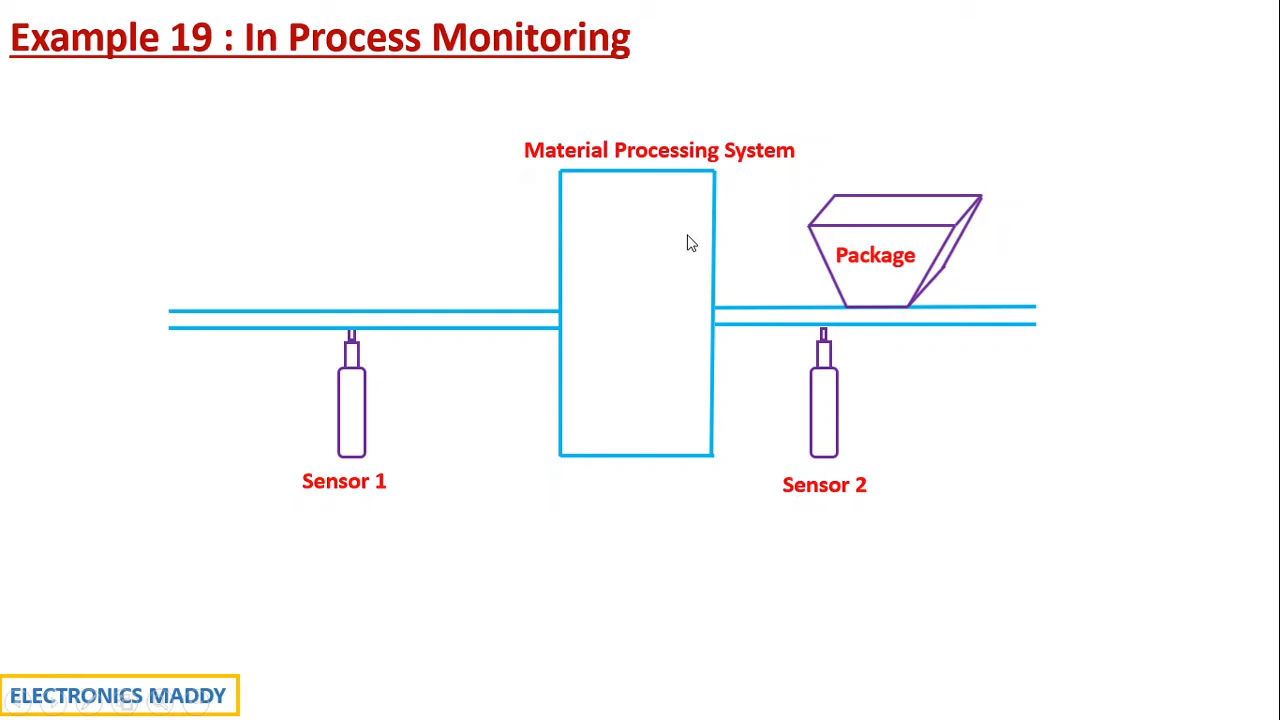 Example 19 : In Process Monitoring
Material Processing System
Package
Sensor 1
Sensor 2
ELECTRONICS MADDY